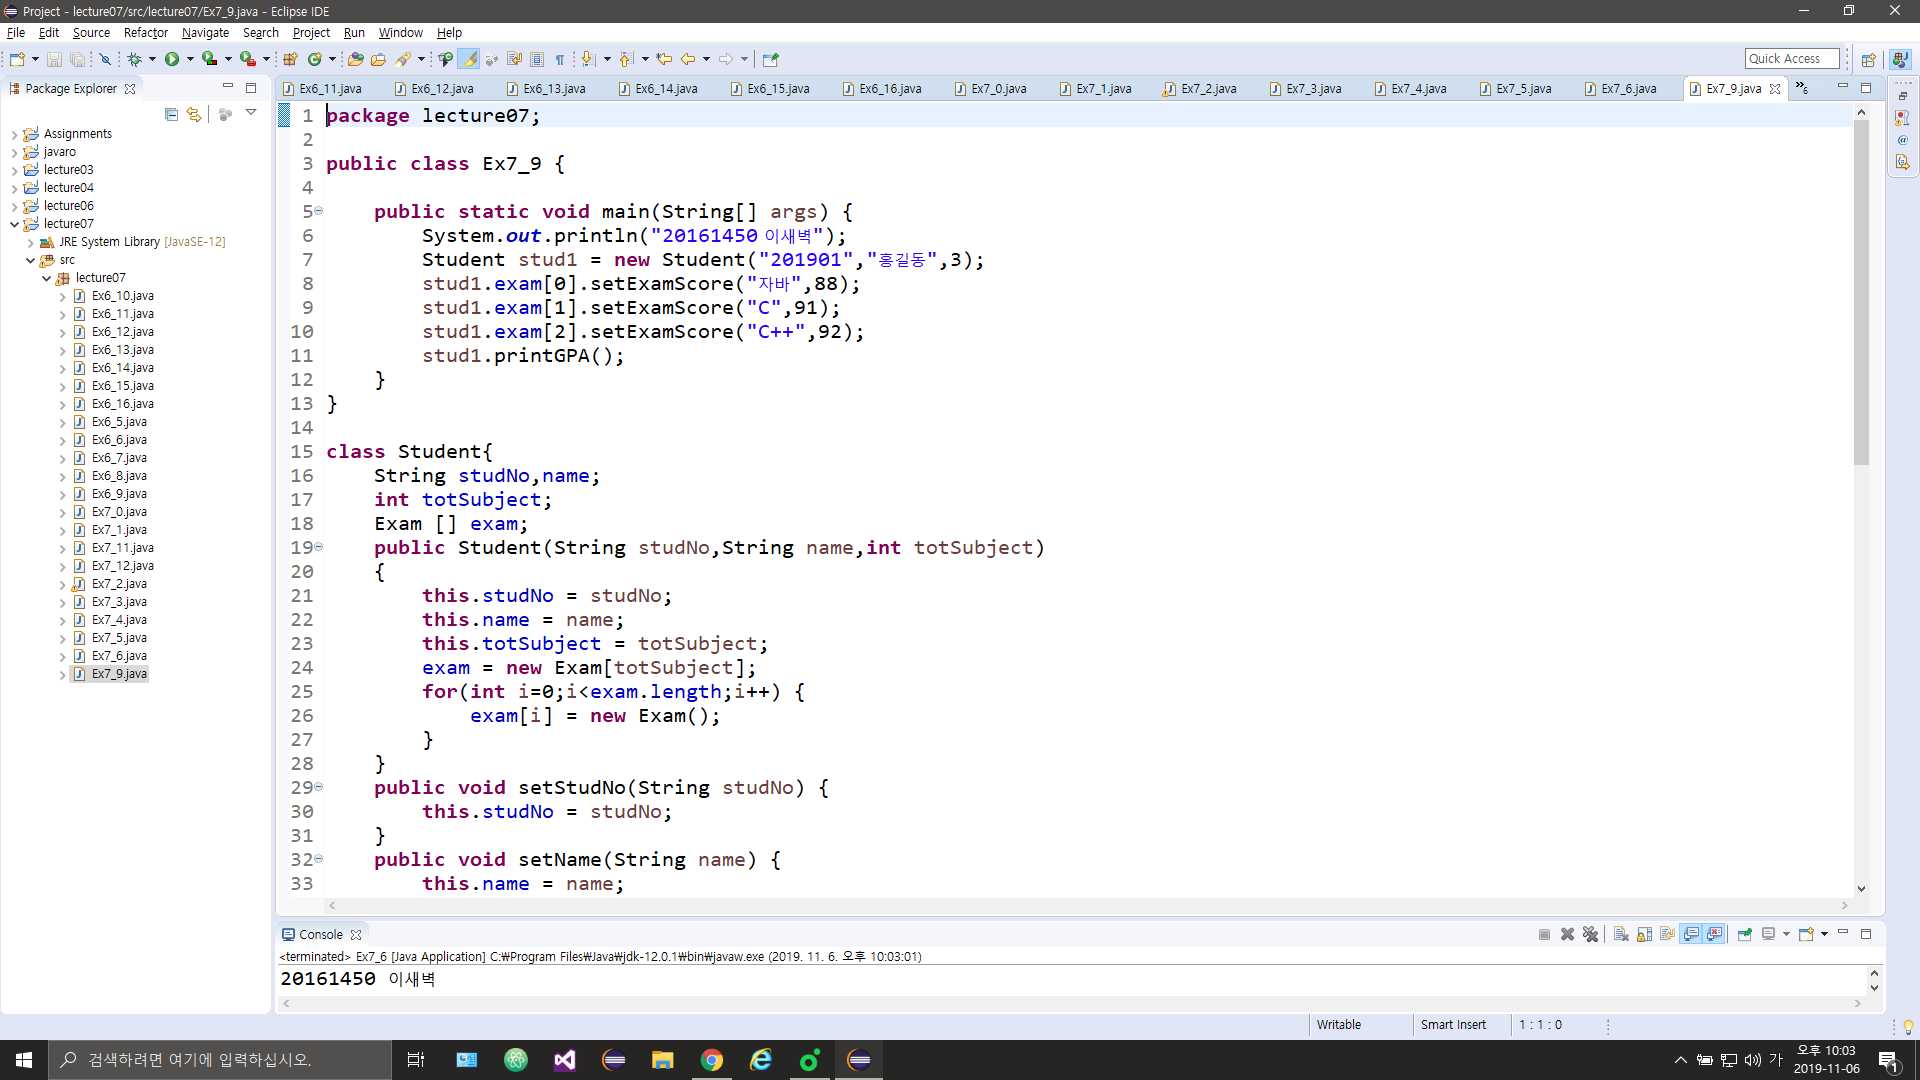 Project - lecture07/src/lecture07/Ex7_9.java - Eclipse IDE
File Edit Source Refactor Navigate Search Project Run Window Help
Quick Access
Package Explorer
Ex6_11.java Ex6_12.java Ex6_13.java Ex6_14.java Ex6_15.java Ex6_16.java Ex7_0.java Ex7_1.java Ex7_2.java Ex7_3.java Ex7_4.java Ex7_5.java Ex7_6.java Ex7_9.java »6
Assignments
javaro
lecture03
lecture04
lecture06
lecture07
JRE System Library [JavaSE-12]
src
lecture07
Ex6_10.java
Ex6_11.java
Ex6_12.java
Ex6_13.java
Ex6_14.java
Ex6_15.java
Ex6_16.java
Ex6_5.java
Ex6_6.java
Ex6_7.java
Ex6_8.java
Ex6_9.java
Ex7_0.java
Ex7_1.java
Ex7_11.java
Ex7_12.java
Ex7_2.java
Ex7_3.java
Ex7_4.java
Ex7_5.java
Ex7_6.java
Ex7_9.java
1 package lecture07;
2
3 public class Ex7_9 {
4
5 public static void main(String[] args) {
6 System.out.println("20161450 이새벽");
7 Student stud1 = new Student("201901","홍길동",3);
8 stud1.exam[0].setExamScore("자바",88);
9 stud1.exam[1].setExamScore("C",91);
10 stud1.exam[2].setExamScore("C++",92);
11 stud1.printGPA();
12 }
13 }
14
15 class Student{
16 String studNo,name;
17 int totSubject;
18 Exam [] exam;
19 public Student(String studNo,String name,int totSubject)
20 {
21 this.studNo = studNo;
22 this.name = name;
23 this.totSubject = totSubject;
24 exam = new Exam[totSubject];
25 for(int i=0;i<exam.length;i++) {
26 exam[i] = new Exam();
27 }
28 }
29 public void setStudNo(String studNo) {
30 this.studNo = studNo;
31 }
32 public void setName(String name) {
33 this.name = name;
Console
<terminated> Ex7_6 [Java Application] C:₩Program Files₩Java₩jdk-12.0.1₩bin₩javaw.exe (2019. 11. 6. 오후 10:03:01)
20161450 이새벽
Writable Smart Insert 1 : 1 : 0
검색하려면 여기에 입력하십시오.
가
오후 10:03
2019-11-06
1